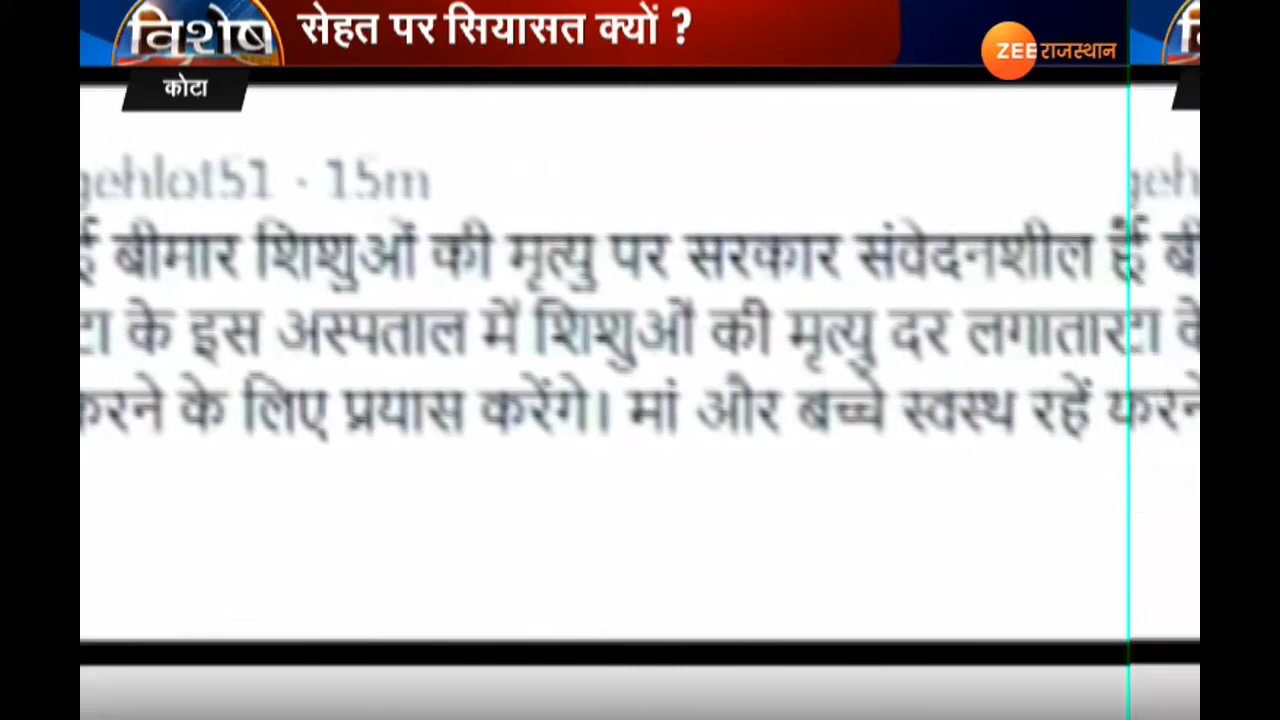 विशेष
सेहत पर सियासत क्यों ?
ZEE राजस्थान
कोटा
gehlot51 · 15m
ई बीमार शिशुओं की मृत्यु पर सरकार संवेदनशील है
टा के इस अस्पताल में शिशुओं की मृत्यु दर लगातार
करने के लिए प्रयास करेंगे। मां और बच्चे स्वस्थ रहें